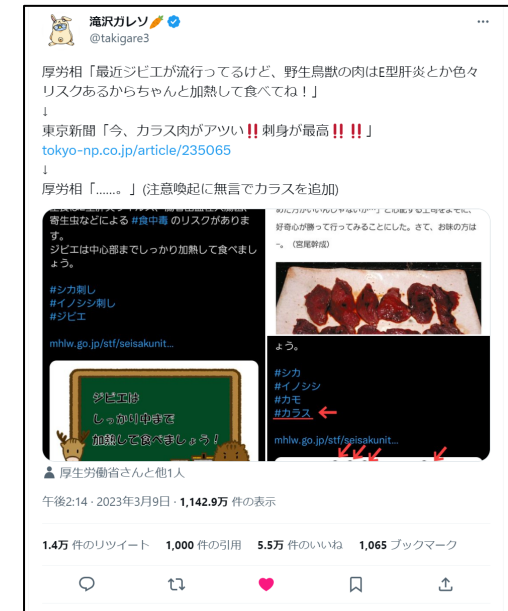 滝沢ガレソ🥕
@takigare3
厚労相「最近ジビエが流行ってるけど、野生鳥獣の肉はE型肝炎とか色々
リスクあるからちゃんと加熱して食べてね！」
↓
東京新聞「今、カラス肉がアツい‼️刺身が最高‼️‼️」
tokyo-np.co.jp/article/235065
↓
厚労相「......。」(注意喚起に無言でカラスを追加)
寄生虫などによる #食中毒 のリスクがありま
す。
ジビエは中心部までしっかり加熱して食べまし
ょう。
#シカ刺し
#イノシシ刺し
#ジビエ
mhlw.go.jp/stf/seisakunit...
ジビエは
しっかり中まで
加熱して食べましょう！
好奇心が勝って行ってみることにした。さて、お味の方は
~。（宮尾幹成）
ょう。
#シカ
#イノシシ
#カモ
#カラス
mhlw.go.jp/stf/seisakunit...
厚生労働省さんと他1人
午後2:14 · 2023年3月9日 · 1,142.9万 件の表示
1.4万 件のリツイート 1,000 件の引用 5.5万 件のいいね 1,065 ブックマーク